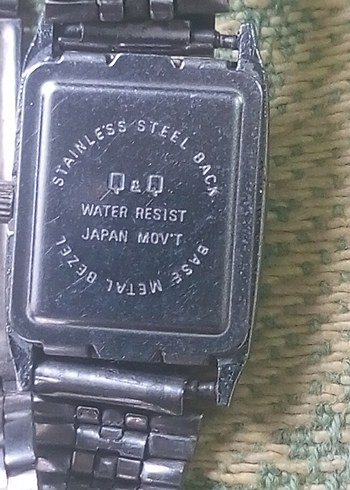 STAINLESS STEEL BACK
Q&Q
WATER RESIST
JAPAN MOV'T
BASE METAL BEZEL